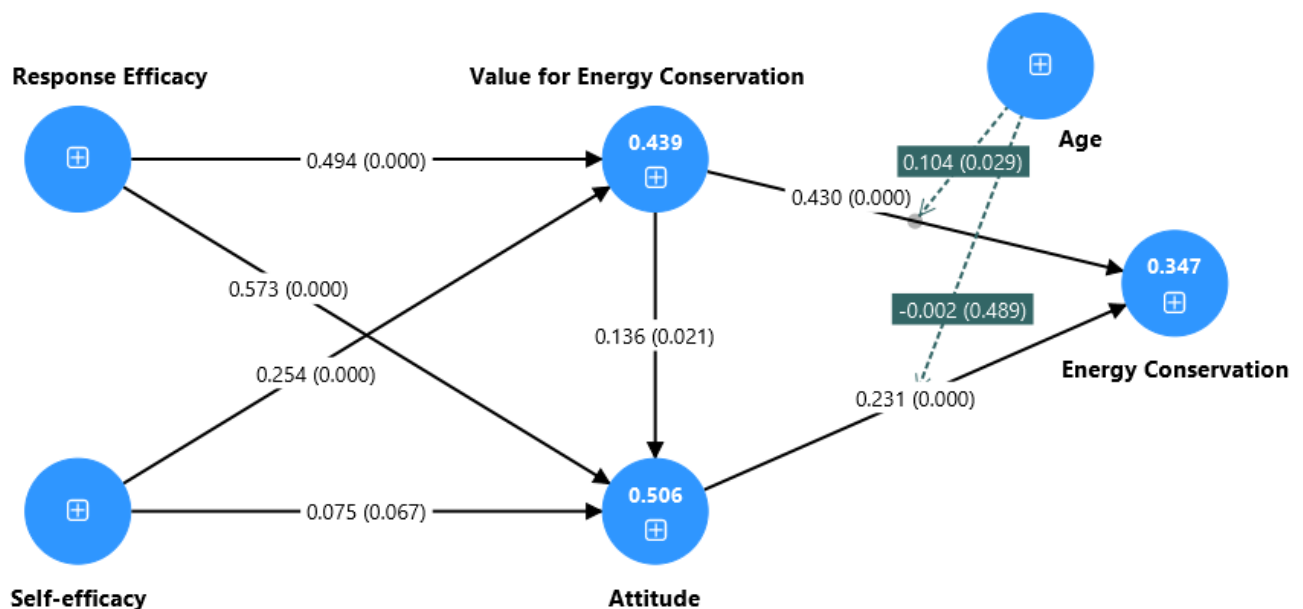 Response Efficacy
Value for Energy Conservation
Age
0.439
0.494 (0.000)
0.104 (0.029)
0.430 (0.000)
0.573 (0.000)
0.347
-0.002 (0.489)
0.136 (0.021)
0.254 (0.000)
Energy Conservation
0.231 (0.000)
0.506
0.075 (0.067)
Self-efficacy
Attitude